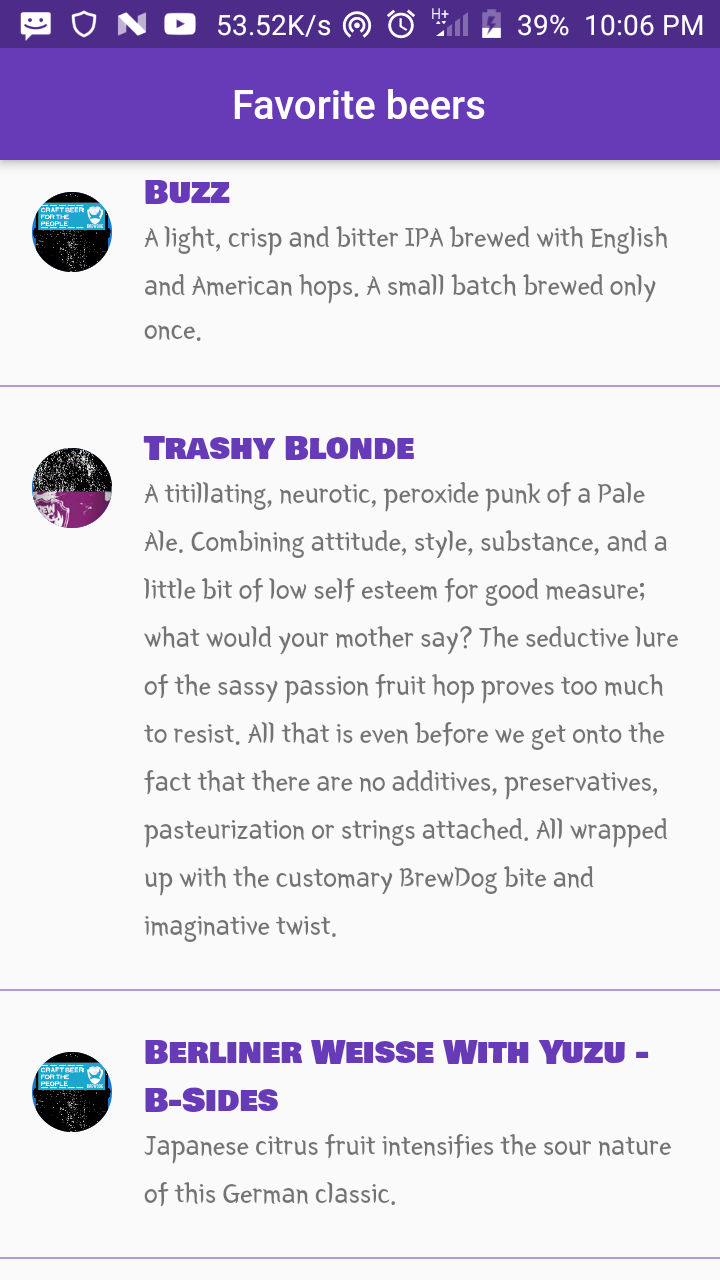 53.52K/s H+ 39% 10:06 PM
Favorite beers
Buzz
CRAFT BEER
FOR THE
PEOPLE
A light, crisp and bitter IPA brewed with English
and American hops. A small batch brewed only
once.
Trashy Blonde
A titillating, neurotic, peroxide punk of a Pale
Ale. Combining attitude, style, substance, and a
little bit of low self esteem for good measure;
what would your mother say? The seductive lure
of the sassy passion fruit hop proves too much
to resist. All that is even before we get onto the
fact that there are no additives, preservatives,
pasteurization or strings attached. All wrapped
up with the customary BrewDog bite and
imaginative twist.
Berliner Weisse With Yuzu -
B-Sides
CRAFT BEER
FOR THE
PEOPLE
Japanese citrus fruit intensifies the sour nature
of this German classic.